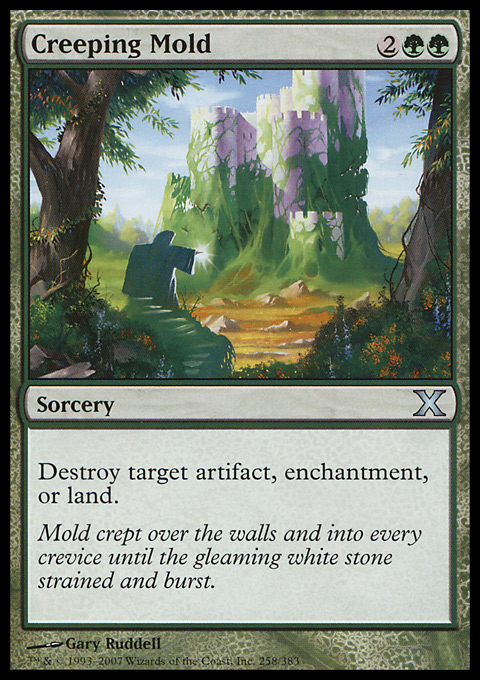 Creeping Mold 2
Sorcery X
Destroy target artifact, enchantment,
or land.
Mold crept over the walls and into every
crevice until the gleaming white stone
strained and burst.
Gary Ruddell
™ & © 1993–2007 Wizards of the Coast, Inc. 258/383